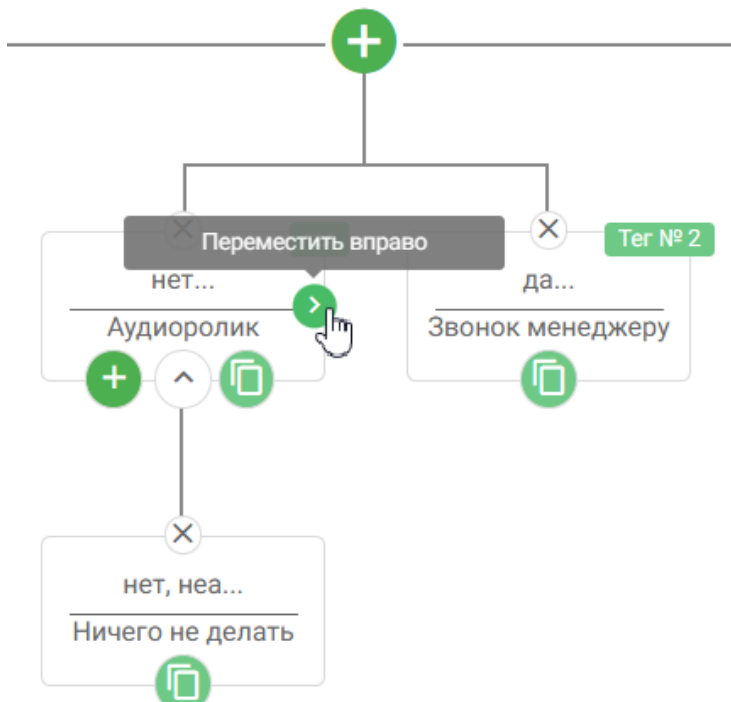 Переместить вправо
Тег № 2
нет...
Аудиоролик
да...
Звонок менеджеру
нет, неа...
Ничего не делать